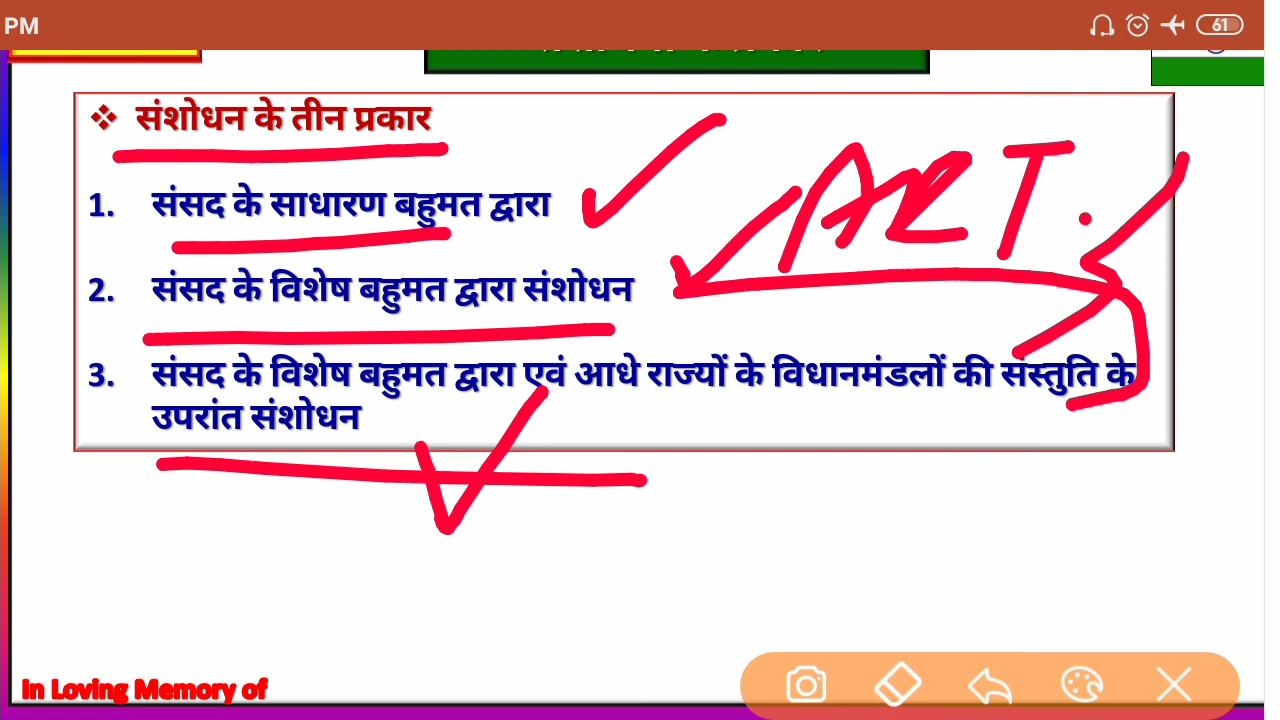 PM
61
❖ संशोधन के तीन प्रकार
1. संसद के साधारण बहुमत द्वारा
ART.
2. संसद के विशेष बहुमत द्वारा संशोधन
3. संसद के विशेष बहुमत द्वारा एवं आधे राज्यों के विधानमंडलों की संस्तुति के
उपरांत संशोधन
In Loving Memory of